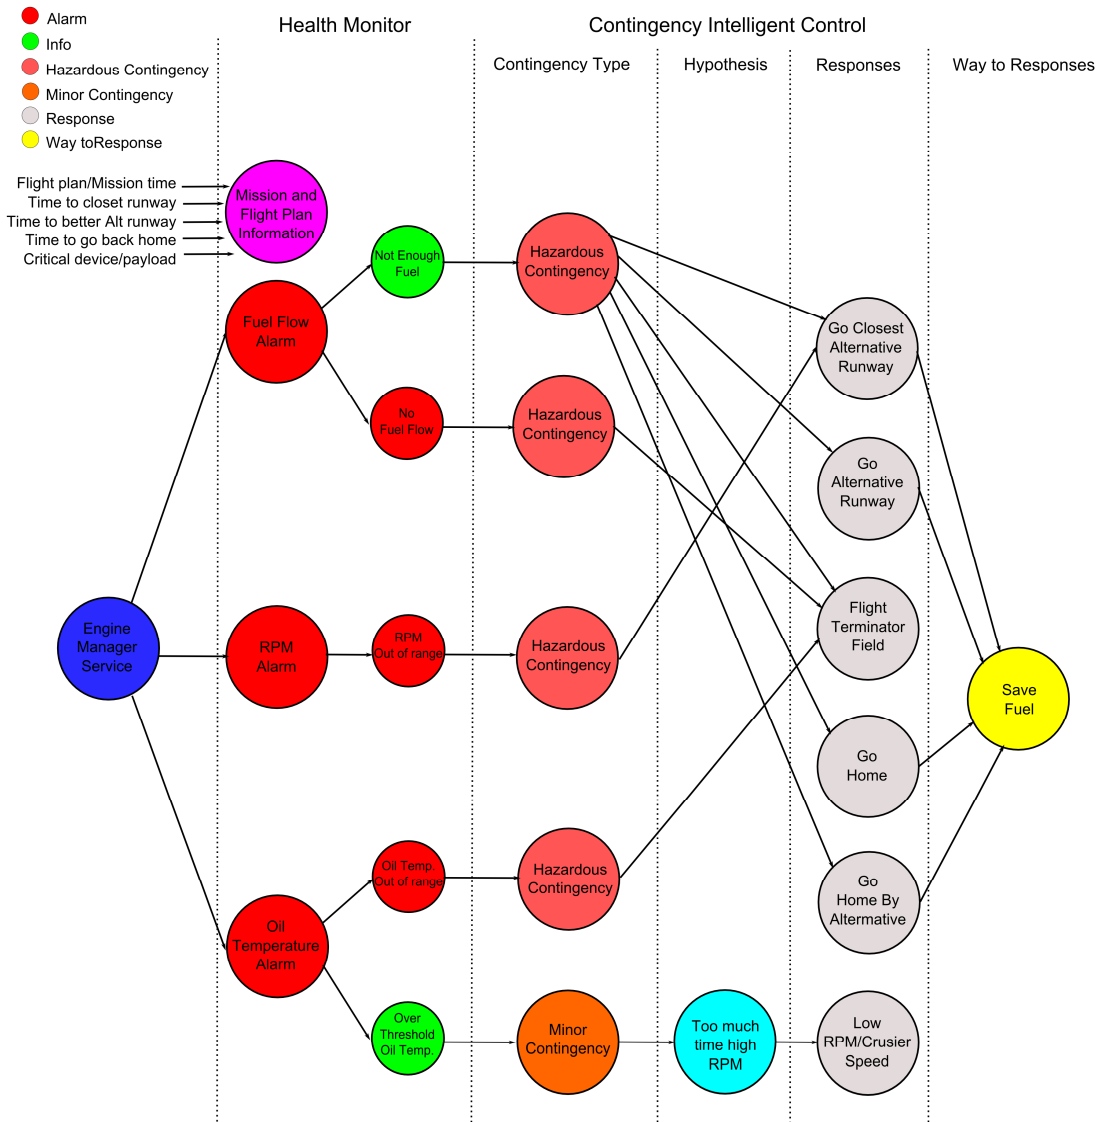 Alarm
Info
Hazardous Contingency
Minor Contingency
Response
Way toResponse
Health Monitor
Contingency Intelligent Control
Contingency Type
Hypothesis
Responses
Way to Responses
Flight plan/Mission time
Time to closet runway
Time to better Alt runway
Time to go back home
Critical device/payload
Mission and
Flight Plan
Information
Not Enough
Fuel
Hazardous
Contingency
Fuel Flow
Alarm
No
Fuel Flow
Hazardous
Contingency
Go Closest
Alternative
Runway
Go
Alternative
Runway
Engine
Manager
Service
RPM
Alarm
RPM
Out of range
Hazardous
Contingency
Flight
Terminator
Field
Save
Fuel
Go
Home
Oil Temp.
Out of range
Hazardous
Contingency
Go
Home By
Altermative
Oil
Temperature
Alarm
Over
Threshold
Oil Temp.
Minor
Contingency
Too much
time high
RPM
Low
RPM/Crusier
Speed